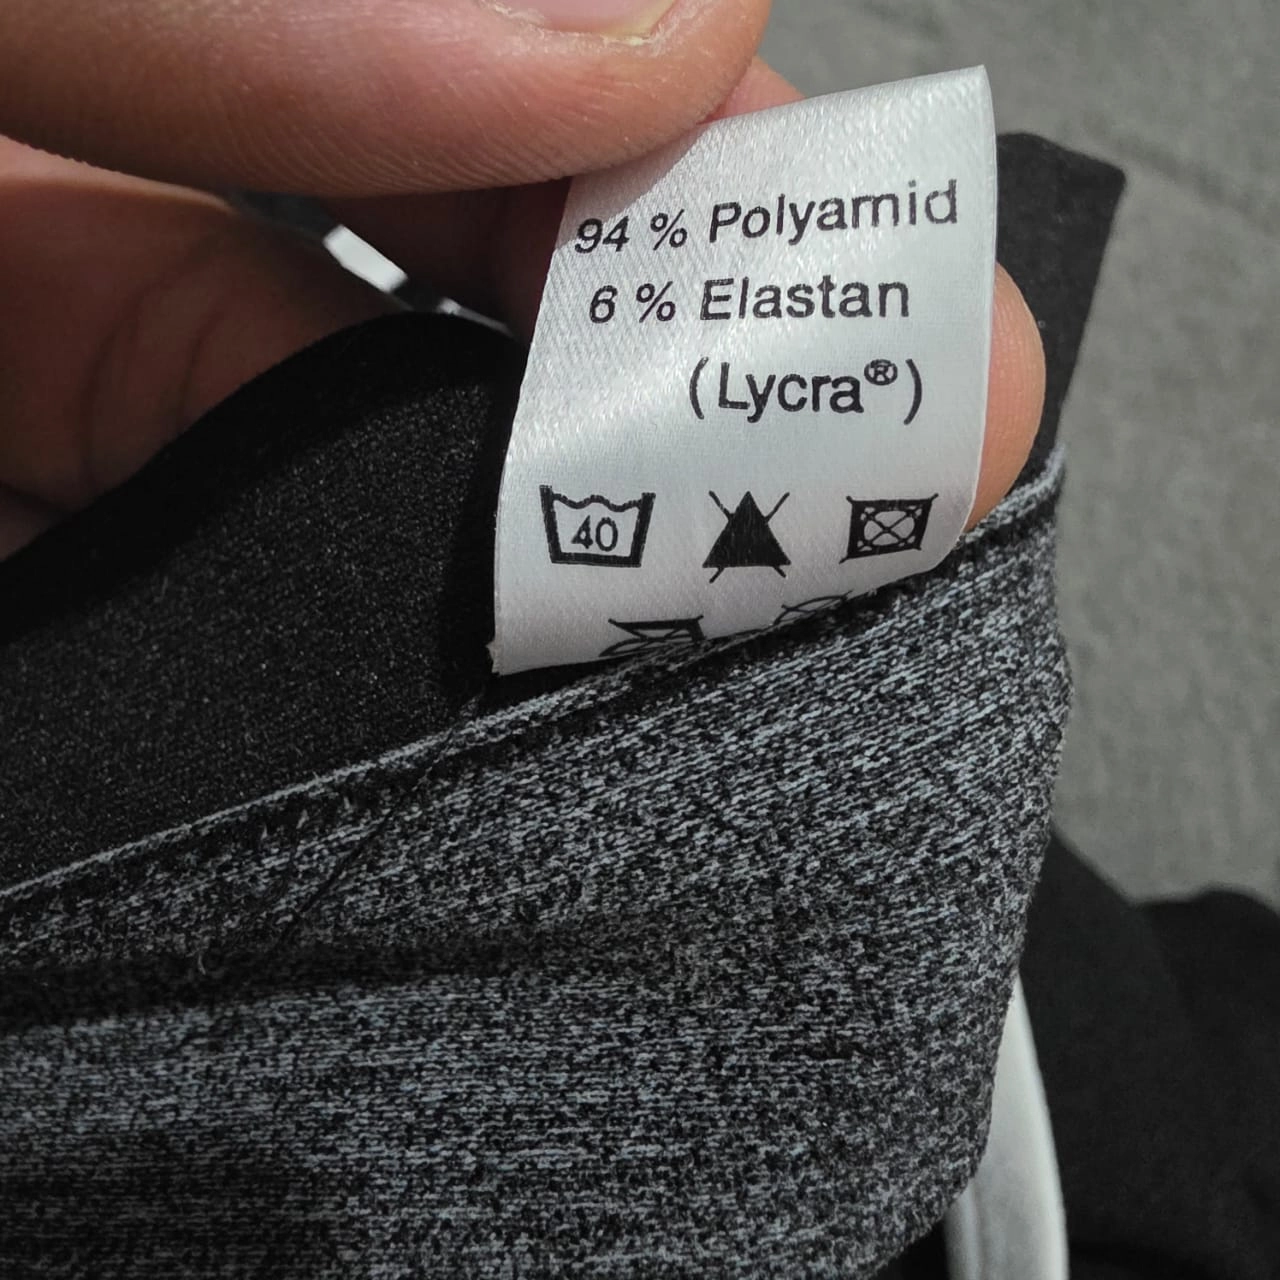 94 % Polyamid
6 % Elastan
(Lycra®)
40